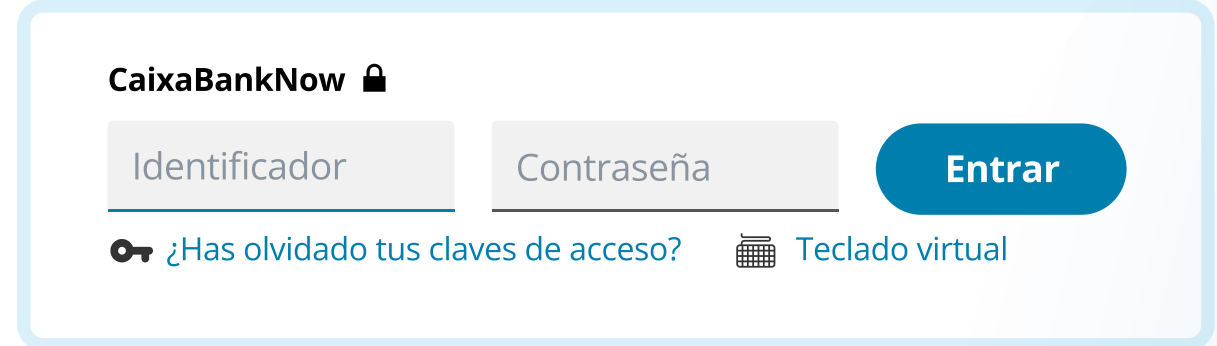 CaixaBankNow
Identificador
Contraseña
Entrar
¿Has olvidado tus claves de acceso?
Teclado virtual